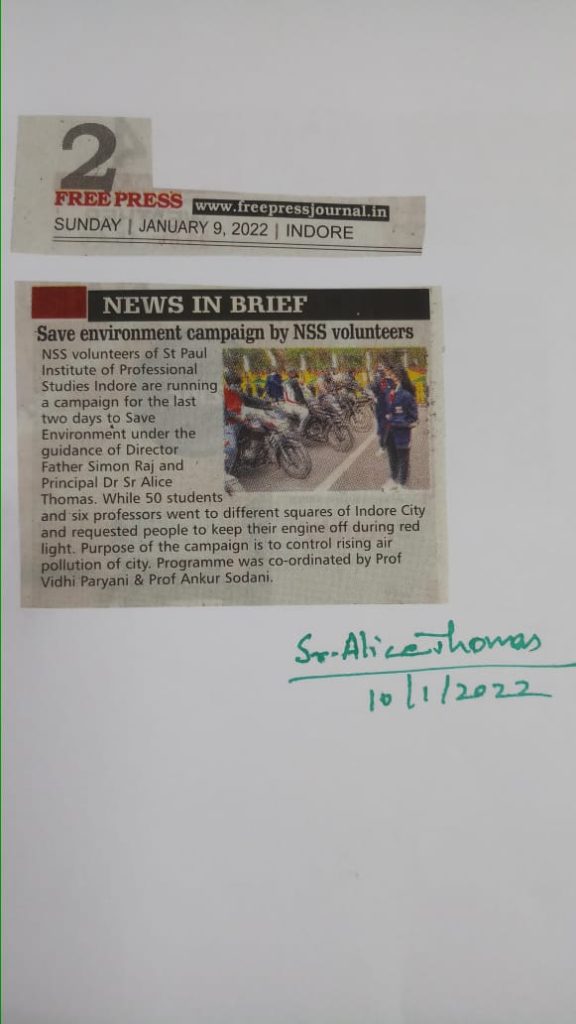 2
FREE PRESS www.freepressjournal.in
SUNDAY | JANUARY 9, 2022 | INDORE
NEWS IN BRIEF
Save environment campaign by NSS volunteers
NSS volunteers of St Paul
Institute of Professional
Studies Indore are running
a campaign for the last
two days to Save
Environment under the
guidance of Director
Father Simon Raj and
Principal Dr Sr Alice
Thomas. While 50 students
and six professors went to different squares of Indore City
and requested people to keep their engine off during red
light. Purpose of the campaign is to control rising air
pollution of city. Programme was co-ordinated by Prof
Vidhi Paryani & Prof Ankur Sodani.
Sr. Alice Thomas
10/1/2022